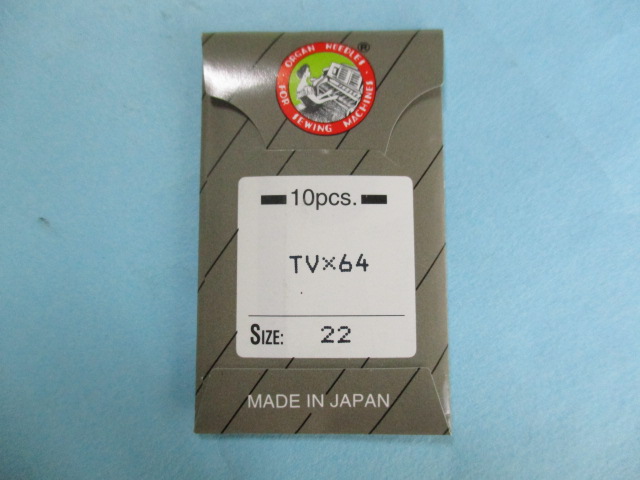 ORGAN NEEDLES ®
FOR SEWING MACHINES
10pcs.
TV×64
SIZE: 22
MADE IN JAPAN